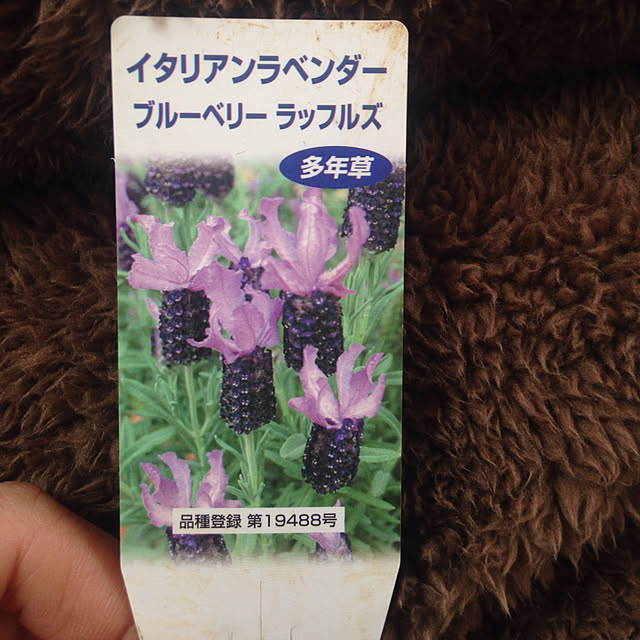 イタリアンラベンダー
ブルーベリー ラッフルズ
多年草
品種登録 第19488号